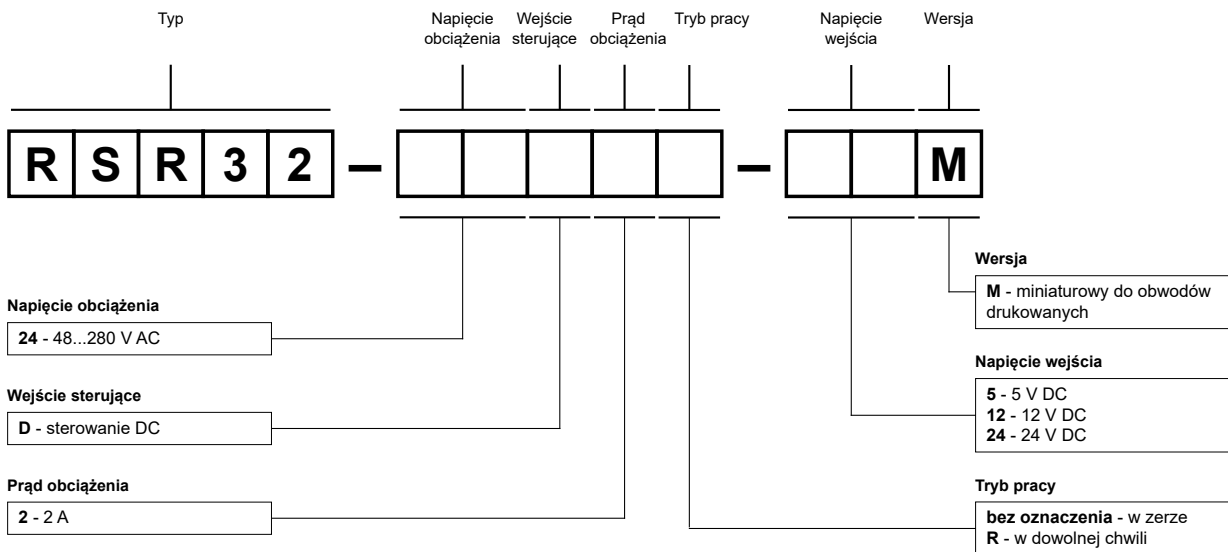 Typ
Napięcie
obciążenia
Wejście
sterujące
Prąd
obciążenia
Tryb pracy
Napięcie
wejścia
Wersja
R S R 3 2 – – M
Napięcie obciążenia
24 - 48...280 V AC
Wejście sterujące
D - sterowanie DC
Prąd obciążenia
2 - 2 A
Wersja
M - miniaturowy do obwodów
drukowanych
Napięcie wejścia
5 - 5 V DC
12 - 12 V DC
24 - 24 V DC
Tryb pracy
bez oznaczenia - w zerze
R - w dowolnej chwili